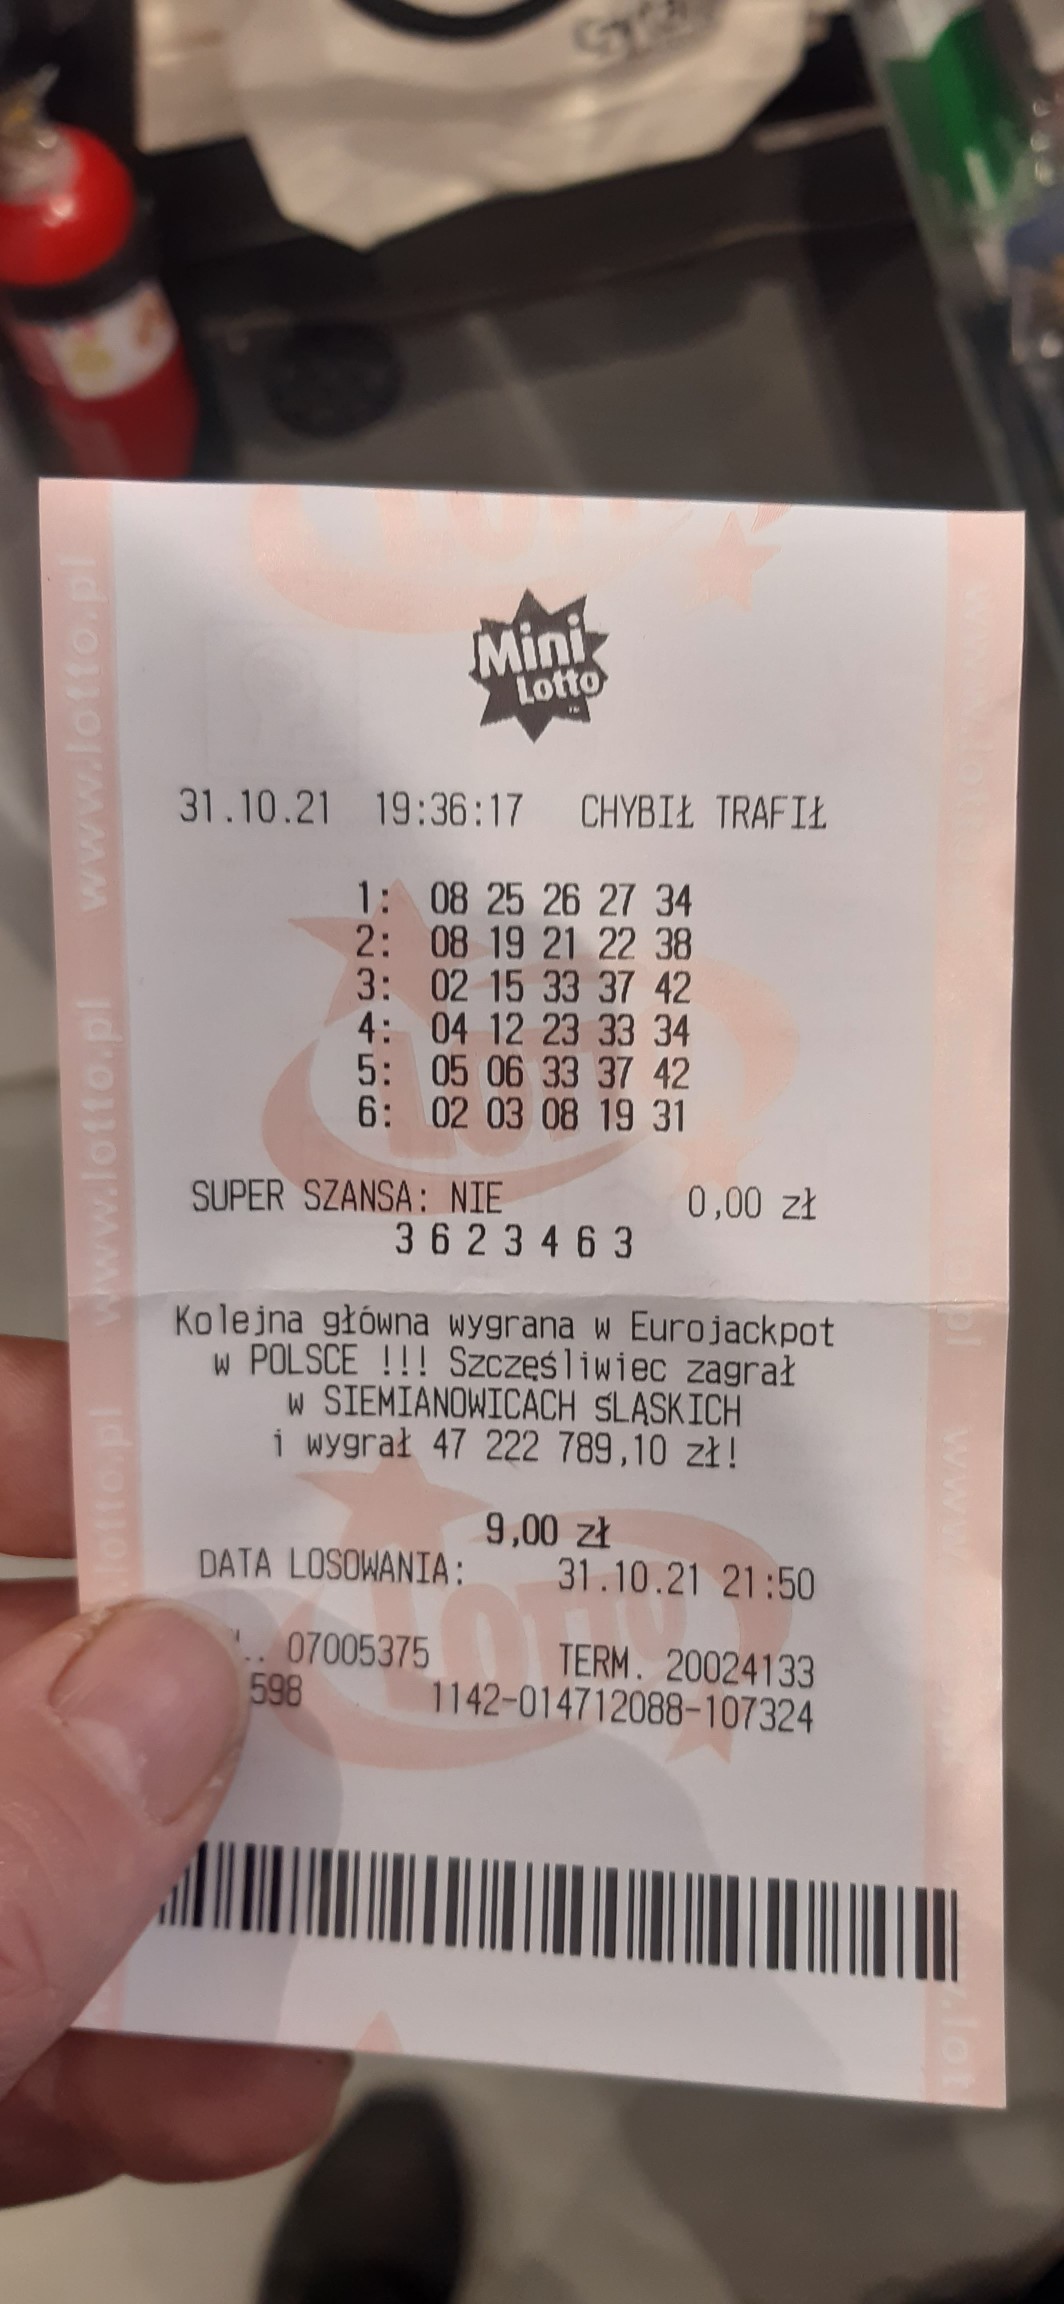 Mini
Lotto
31.10.21 19:36:17 CHYBIŁ TRAFIŁ
1: 08 25 26 27 34
2: 08 19 21 22 38
3: 02 15 33 37 42
4: 04 12 23 33 34
5: 05 06 33 37 42
6: 02 03 08 19 31
SUPER SZANSA: NIE 0,00 zł
3 6 2 3 4 6 3
Kolejna główna wygrana w Eurojackpot
w POLSCE !!! Szczęśliwiec zagrał
w SIEMIANOWICACH ŚLĄSKICH
i wygrał 47 222 789,10 zł!
9,00 zł
DATA LOSOWANIA: 31.10.21 21:50
07005375 TERM. 20024133
598 1142-014712088-107324
www.lotto.pl
www.lotto.pl
LOTTO